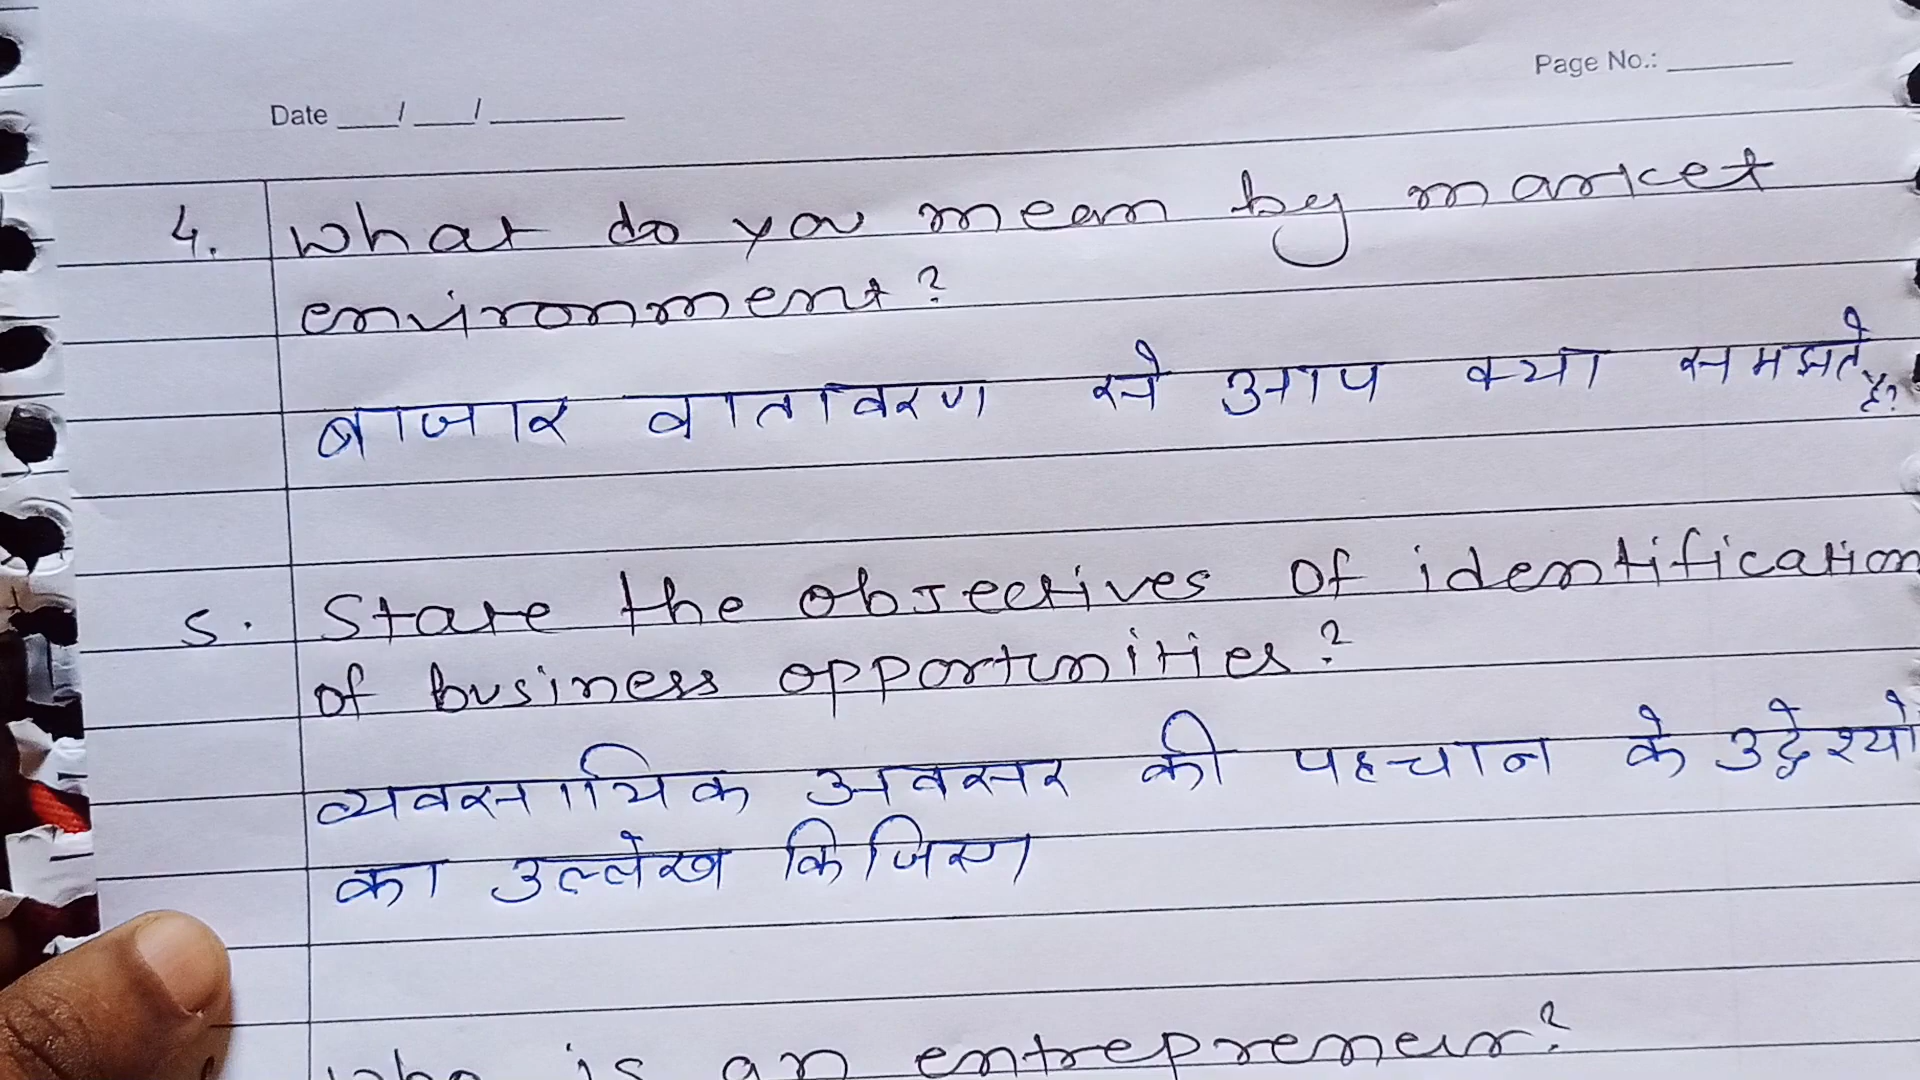 Page No.:
Date / /
4. What do you mean by market
environment?
बाजार वातावरण से आप क्या समझते है?
5. State the objectives of identification
of business opportunities?
व्यवसायिक अवसर की पहचान के उद्देश्यो
का उल्लेख किजिए।
who is an entrepreneur?